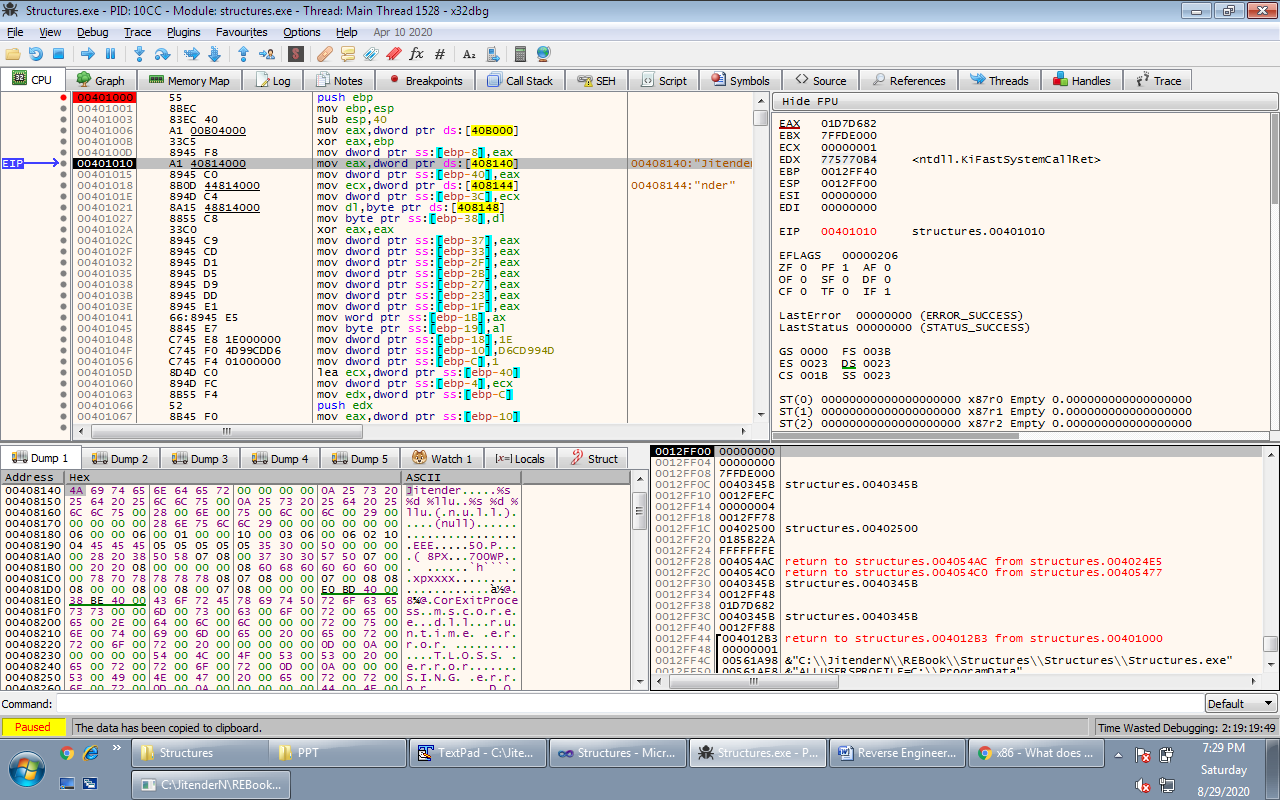 Structures.exe - PID: 10CC - Module: structures.exe - Thread: Main Thread 1528 - x32dbg
File View Debug Trace Plugins Favourites Options Help Apr 10 2020
CPU Graph Memory Map Log Notes Breakpoints Call Stack SEH Script Symbols Source References Threads Handles Trace
00401000 55 push ebp
00401001 8BEC mov ebp,esp
00401003 83EC 40 sub esp,40
00401006 A1 00B04000 mov eax,dword ptr ds:[40B000]
0040100B 33C5 xor eax,ebp
0040100D 8945 F8 mov dword ptr ss:[ebp-8],eax
EIP 00401010 A1 40814000 mov eax,dword ptr ds:[408140] 00408140:"Jitender
00401015 8945 C0 mov dword ptr ss:[ebp-40],eax
00401018 8B0D 44814000 mov ecx,dword ptr ds:[408144] 00408144:"nder"
0040101E 894D C4 mov dword ptr ss:[ebp-3C],ecx
00401021 8A15 48814000 mov dl,byte ptr ds:[408148]
00401027 8855 C8 mov byte ptr ss:[ebp-38],dl
0040102A 33C0 xor eax,eax
0040102C 8945 C9 mov dword ptr ss:[ebp-37],eax
0040102F 8945 CD mov dword ptr ss:[ebp-33],eax
00401032 8945 D1 mov dword ptr ss:[ebp-2F],eax
00401035 8945 D5 mov dword ptr ss:[ebp-2B],eax
00401038 8945 D9 mov dword ptr ss:[ebp-27],eax
0040103B 8945 DD mov dword ptr ss:[ebp-23],eax
0040103E 8945 E1 mov dword ptr ss:[ebp-1F],eax
00401041 66:8945 E5 mov word ptr ss:[ebp-1B],ax
00401045 8845 E7 mov byte ptr ss:[ebp-19],al
00401048 C745 E8 1E000000 mov dword ptr ss:[ebp-18],1E
0040104F C745 F0 4D99CDD6 mov dword ptr ss:[ebp-10],D6CD994D
00401056 C745 F4 01000000 mov dword ptr ss:[ebp-C],1
0040105D 8D4D C0 lea ecx,dword ptr ss:[ebp-40]
00401060 894D FC mov dword ptr ss:[ebp-4],ecx
00401063 8B55 F4 mov edx,dword ptr ss:[ebp-C]
00401066 52 push edx
00401067 8B45 F0 mov eax,dword ptr ss:[ebp-10]
Hide FPU
EAX 01D7D682
EBX 7FFDE000
ECX 00000001
EDX 775770B4 <ntdll.KiFastSystemCallRet>
EBP 0012FF40
ESP 0012FF00
ESI 00000000
EDI 00000000
EIP 00401010 structures.00401010
EFLAGS 00000206
ZF 0 PF 1 AF 0
OF 0 SF 0 DF 0
CF 0 TF 0 IF 1
LastError 00000000 (ERROR_SUCCESS)
LastStatus 00000000 (STATUS_SUCCESS)
GS 0000 FS 003B
ES 0023 DS 0023
CS 001B SS 0023
ST(0) 00000000000000000000 x87r0 Empty 0.000000000000000000
ST(1) 00000000000000000000 x87r1 Empty 0.000000000000000000
ST(2) 00000000000000000000 x87r2 Empty 0.000000000000000000
Dump 1 Dump 2 Dump 3 Dump 4 Dump 5 Watch 1 Locals Struct
Address Hex ASCII
00408140 4A 69 74 65 6E 64 65 72 00 00 00 00 0A 25 73 20 Jitender.....%s
00408150 25 64 20 25 6C 6C 75 00 0A 25 73 20 25 64 20 25 %d %llu..%s %d %
00408160 6C 6C 75 00 28 00 6E 00 75 00 6C 00 6C 00 29 00 llu.(.n.u.l.l.).
00408170 00 00 00 00 28 6E 75 6C 6C 29 00 00 00 00 00 00 ....(null)......
00408180 06 00 00 06 00 01 00 00 10 00 03 06 00 06 02 10
00408190 04 45 45 45 05 05 05 05 05 35 30 00 50 00 00 00 .EEE.....50.P...
004081A0 00 28 20 38 50 58 07 08 00 37 30 30 57 50 07 00 .( 8PX...700WP..
004081B0 00 20 20 08 00 00 00 00 08 60 68 60 60 60 60 00
004081C0 00 78 70 78 78 78 78 08 07 08 00 00 07 00 08 08 .xpxxxx.........
004081D0 08 00 00 08 00 08 00 07 08 00 00 00 E0 BD 40 00
004081E0 38 BE 40 00 43 6F 72 45 78 69 74 50 72 6F 63 65 8¾@.CorExitProce
004081F0 73 73 00 00 6D 00 73 00 63 00 6F 00 72 00 65 00 ss..m.s.c.o.r.e.
00408200 65 00 2E 00 64 00 6C 00 6C 00 00 00 72 00 75 00 e...d.l.l...r.u.
00408210 6E 00 74 00 69 00 6D 00 65 00 20 00 65 00 72 00 n.t.i.m.e. .e.r.
00408220 72 00 6F 00 72 00 20 00 00 00 00 00 0D 00 0A 00 r.o.r. .........
00408230 00 00 00 00 54 00 4C 00 4F 00 53 00 53 00 20 00 ....T.L.O.S.S. .
00408240 65 00 72 00 72 00 6F 00 72 00 0D 00 0A 00 00 00 e.r.r.o.r.......
00408250 53 00 49 00 4E 00 47 00 20 00 65 00 72 00 72 00 S.I.N.G. .e.r.r.
0012FF00 00000000
0012FF04 00000000
0012FF08 7FFDE000
0012FF0C 0040345B structures.0040345B
0012FF10 0012FEFC
0012FF14 00000004
0012FF18 0012FF78
0012FF1C 00402500 structures.00402500
0012FF20 0185B22A
0012FF24 FFFFFFFE
0012FF28 004054AC return to structures.004054AC from structures.004024E5
0012FF2C 004054C0 return to structures.004054C0 from structures.00405477
0012FF30 0040345B structures.0040345B
0012FF34 0012FF48
0012FF38 01D7D682
0012FF3C 0040345B structures.0040345B
0012FF40 0012FF88
0012FF44 004012B3 return to structures.004012B3 from structures.00401000
0012FF48 00000001
0012FF4C 00561A98 &"C:\\JitenderN\\REBook\\Structures\\Structures\\Structures.exe"
0012FF50 00561AE8 &"ALLUSERSPROFILE=C:\\ProgramData"
Command: Default
Paused The data has been copied to clipboard. Time Wasted Debugging: 2:19:19:49
Structures PPT TextPad - C:\Jite... Structures - Micr... Structures.exe - P... Reverse Engineer... x86 - What does ...
C:\JitenderN\REBook...
7:29 PM
Saturday
8/29/2020